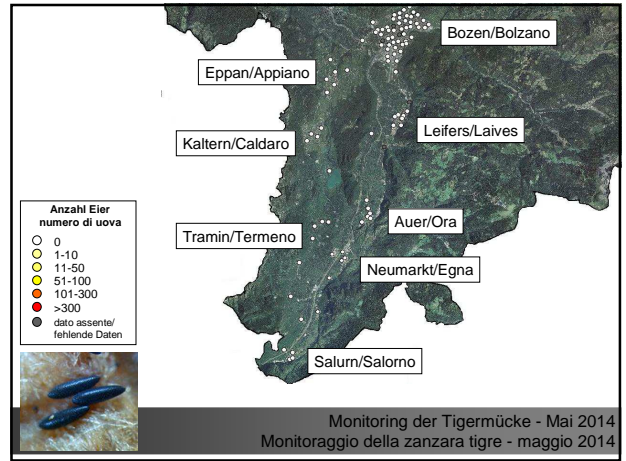 Bozen/Bolzano
Eppan/Appiano
Leifers/Laives
Kaltern/Caldaro
Anzahl Eier
numero di uova
0
1-10
11-50
51-100
101-300
>300
dato assente/
fehlende Daten
Auer/Ora
Tramin/Termeno
Neumarkt/Egna
Salurn/Salorno
Monitoring der Tigermücke - Mai 2014
Monitoraggio della zanzara tigre - maggio 2014